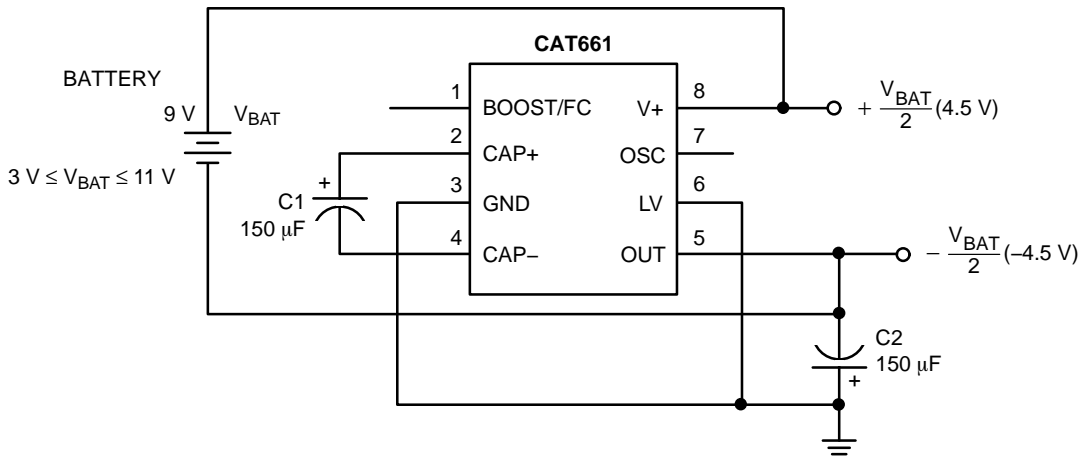 CAT661
BATTERY
9 V
V_BAT
3 V ≤ V_BAT ≤ 11 V
+
C1
150 μF
1
2
3
4
BOOST/FC
CAP+
GND
CAP−
V+
OSC
LV
OUT
8
7
6
5
+ V_BAT/2 (4.5 V)
− V_BAT/2 (−4.5 V)
C2
150 μF
+